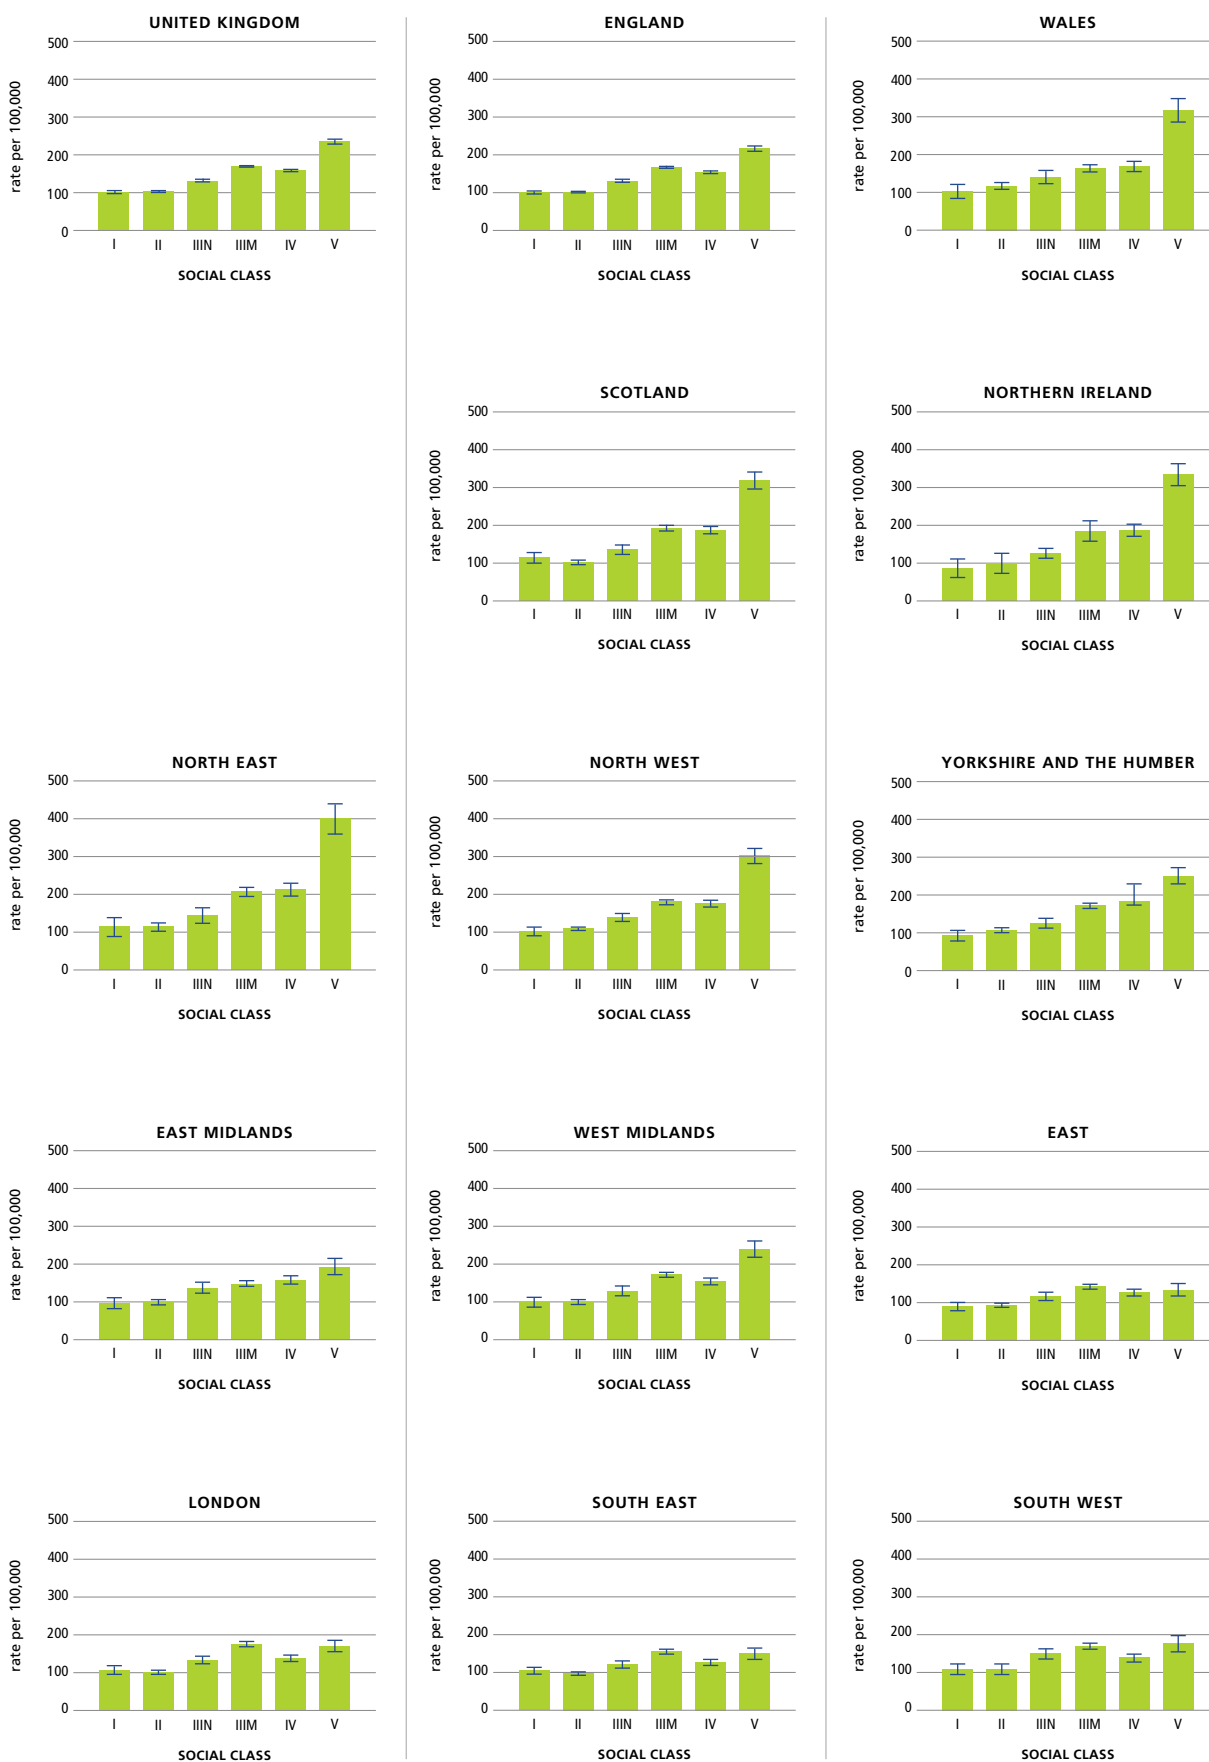 UNITED KINGDOM
rate per 100,000
500
400
300
200
100
0
I II IIIN IIIM IV V
SOCIAL CLASS
ENGLAND
rate per 100,000
500
400
300
200
100
0
I II IIIN IIIM IV V
SOCIAL CLASS
WALES
rate per 100,000
500
400
300
200
100
0
I II IIIN IIIM IV V
SOCIAL CLASS
SCOTLAND
rate per 100,000
500
400
300
200
100
0
I II IIIN IIIM IV V
SOCIAL CLASS
NORTHERN IRELAND
rate per 100,000
500
400
300
200
100
0
I II IIIN IIIM IV V
SOCIAL CLASS
NORTH EAST
rate per 100,000
500
400
300
200
100
0
I II IIIN IIIM IV V
SOCIAL CLASS
NORTH WEST
rate per 100,000
500
400
300
200
100
0
I II IIIN IIIM IV V
SOCIAL CLASS
YORKSHIRE AND THE HUMBER
rate per 100,000
500
400
300
200
100
0
I II IIIN IIIM IV V
SOCIAL CLASS
EAST MIDLANDS
rate per 100,000
500
400
300
200
100
0
I II IIIN IIIM IV V
SOCIAL CLASS
WEST MIDLANDS
rate per 100,000
500
400
300
200
100
0
I II IIIN IIIM IV V
SOCIAL CLASS
EAST
rate per 100,000
500
400
300
200
100
0
I II IIIN IIIM IV V
SOCIAL CLASS
LONDON
rate per 100,000
500
400
300
200
100
0
I II IIIN IIIM IV V
SOCIAL CLASS
SOUTH EAST
rate per 100,000
500
400
300
200
100
0
I II IIIN IIIM IV V
SOCIAL CLASS
SOUTH WEST
rate per 100,000
500
400
300
200
100
0
I II IIIN IIIM IV V
SOCIAL CLASS